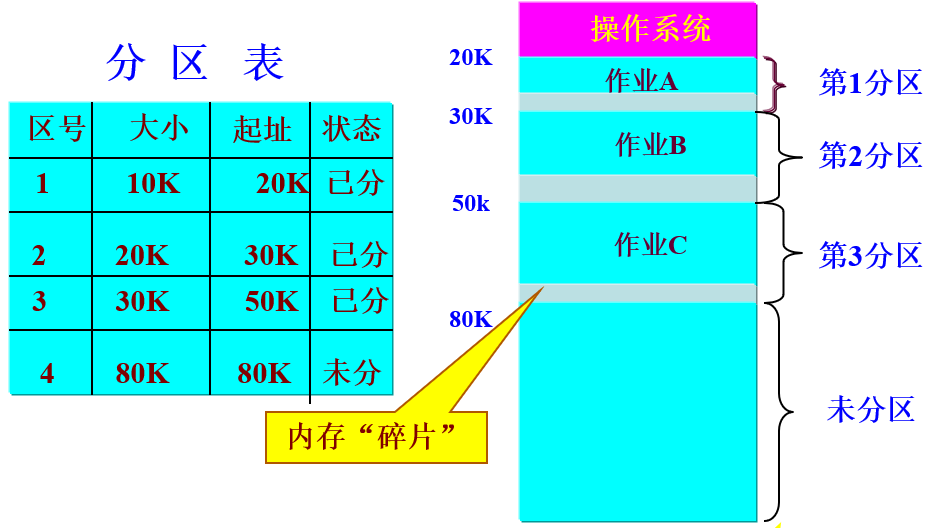 分 区 表
区号 大小 起址 状态
1 10K 20K 已分
2 20K 30K 已分
3 30K 50K 已分
4 80K 80K 未分
操作系统
20K
作业A
第1分区
30K
作业B
第2分区
50k
作业C
第3分区
80K
未分区
内存“碎片”